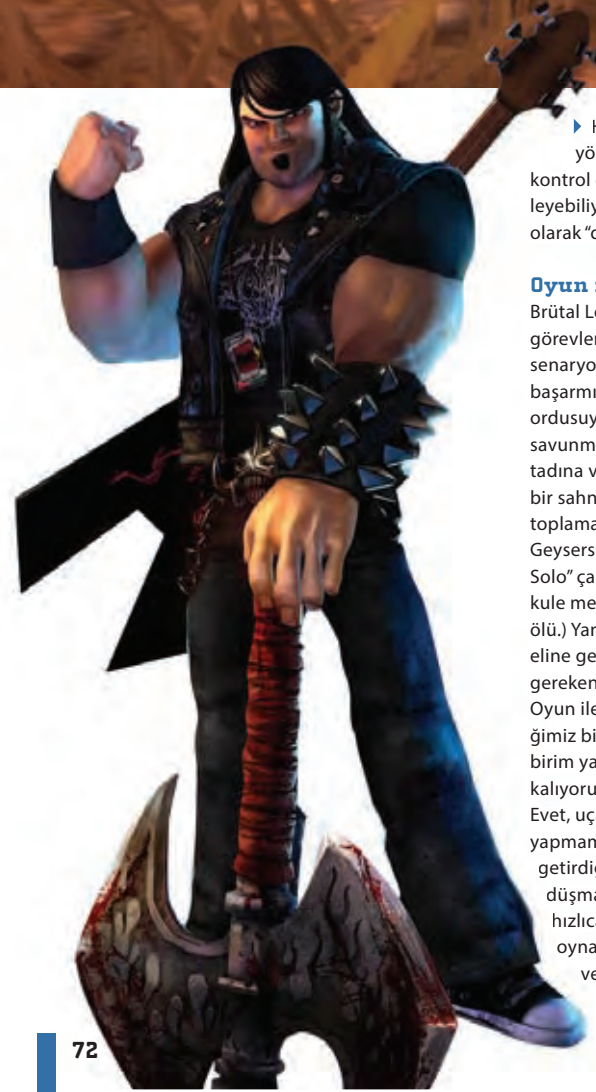 H
yö
kontrol
leyebiliy
olarak “d
Oyun
Brütal Le
görevler
senaryo
başarmı
ordusuy
savunm
tadına v
bir sahn
toplama
Geysers
Solo” ça
kule me
ölü.) Yar
eline ge
gereken
Oyun ile
ğimiz bi
birim ya
kalıyoru
Evet, uç
yapmam
getirdiğ
düşma
hızlıca
oyna
ve
72